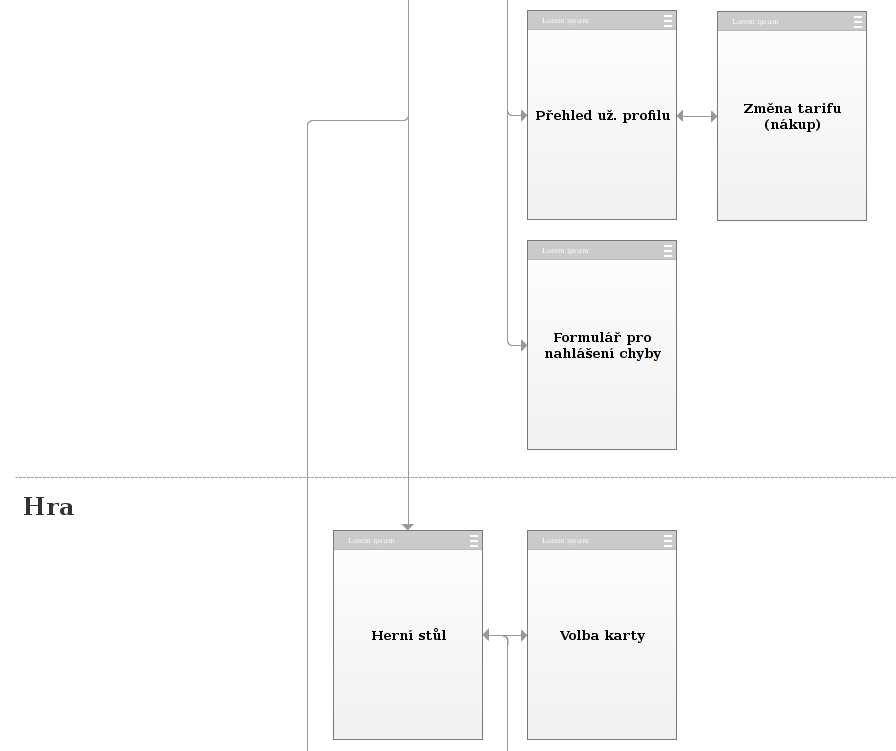 Lorem ipsum
Přehled už. profilu
Lorem ipsum
Změna tarifu
(nákup)
Lorem ipsum
Formulář pro
nahlášení chyby
Hra
Lorem ipsum
Herní stůl
Lorem ipsum
Volba karty